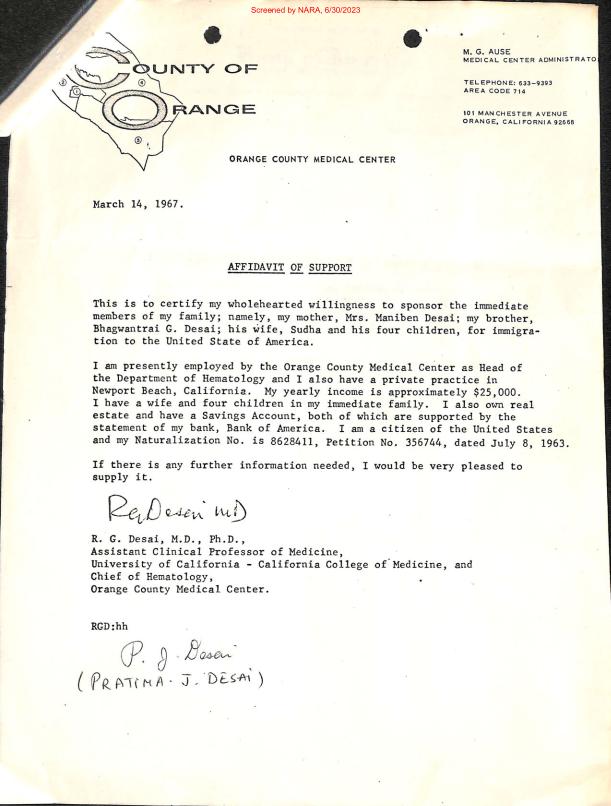 Screened by NARA, 6/30/2023
COUNTY OF
ORANGE
M. G. AUSE
MEDICAL CENTER ADMINISTRATO
TELEPHONE: 633-9393
AREA CODE 714
101 MANCHESTER AVENUE
ORANGE, CALIFORNIA 92668
ORANGE COUNTY MEDICAL CENTER
March 14, 1967.
AFFIDAVIT OF SUPPORT
This is to certify my wholehearted willingness to sponsor the immediate
members of my family; namely, my mother, Mrs. Maniben Desai; my brother,
Bhagwantrai G. Desai; his wife, Sudha and his four children, for immigra-
tion to the United State of America.
I am presently employed by the Orange County Medical Center as Head of
the Department of Hematology and I also have a private practice in
Newport Beach, California. My yearly income is approximately $25,000.
I have a wife and four children in my immediate family. I also own real
estate and have a Savings Account, both of which are supported by the
statement of my bank, Bank of America. I am a citizen of the United States
and my Naturalization No. is 8628411, Petition No. 356744, dated July 8, 1963.
If there is any further information needed, I would be very pleased to
supply it.
RG Desai MD
R. G. Desai, M.D., Ph.D.,
Assistant Clinical Professor of Medicine,
University of California - California College of Medicine, and
Chief of Hematology,
Orange County Medical Center.
RGD:hh
P. J. Desai
(PRATIMA. J. DESAI)